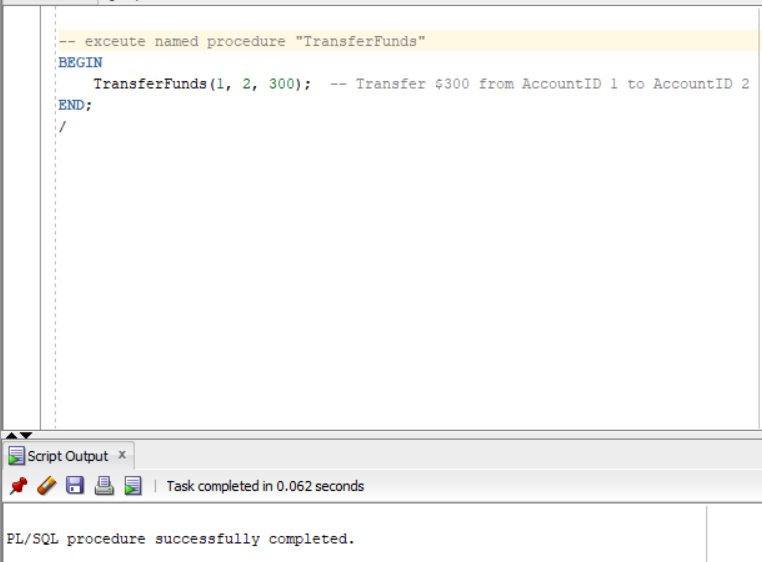 -- exceute named procedure "TransferFunds"
BEGIN
    TransferFunds(1, 2, 300);  -- Transfer $300 from AccountID 1 to AccountID 2
END;
/
Script Output x
Task completed in 0.062 seconds
PL/SQL procedure successfully completed.